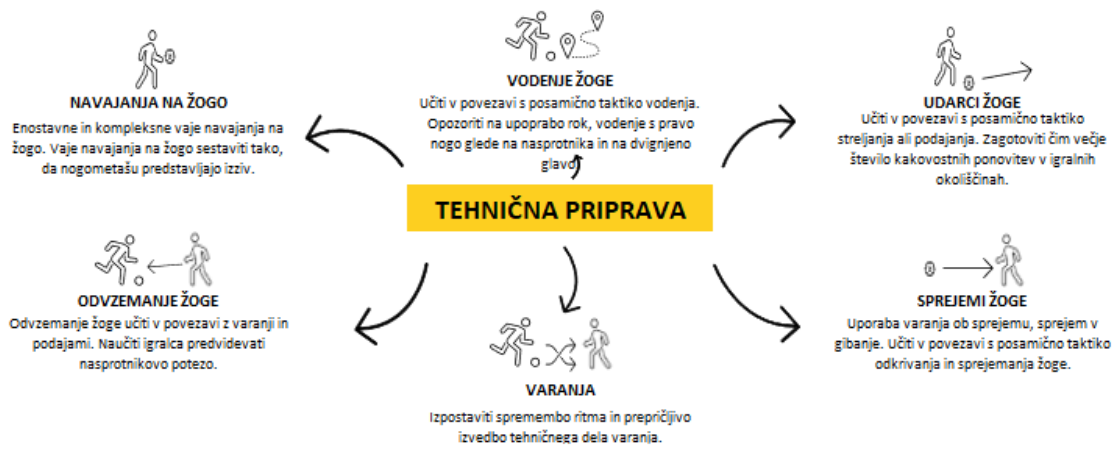 NAVAJANJA NA ŽOGO
Enostavne in kompleksne vaje navajanja na
žogo. Vaje navajanja na žogo sestaviti tako,
da nogometašu predstavljajo izziv.
VODENJE ŽOGE
Učiti v povezavi s posamično taktiko vodenja.
Opozoriti na upoprabo rok, vodenje s pravo
nogo glede na nasprotnika in na dvignjeno
glavo.
UDARCI ŽOGE
Učiti v povezavi s posamično taktiko
streljanja ali podajanja. Zagotoviti čim večje
število kakovostnih ponovitev v igralnih
okoliščinah.
TEHNIČNA PRIPRAVA
ODVZEMANJE ŽOGE
Odvzemanje žoge učiti v povezavi z varanji in
podajami. Naučiti igralca predvidevati
nasprotnikovo potezo.
VARANJA
Izpostaviti spremembo ritma in prepričljivo
izvedbo tehničnega dela varanja.
SPREJEMI ŽOGE
Uporaba varanja ob sprejemu, sprejem v
gibanje. Učiti v povezavi s posamično taktiko
odkrivanja in sprejemanja žoge.